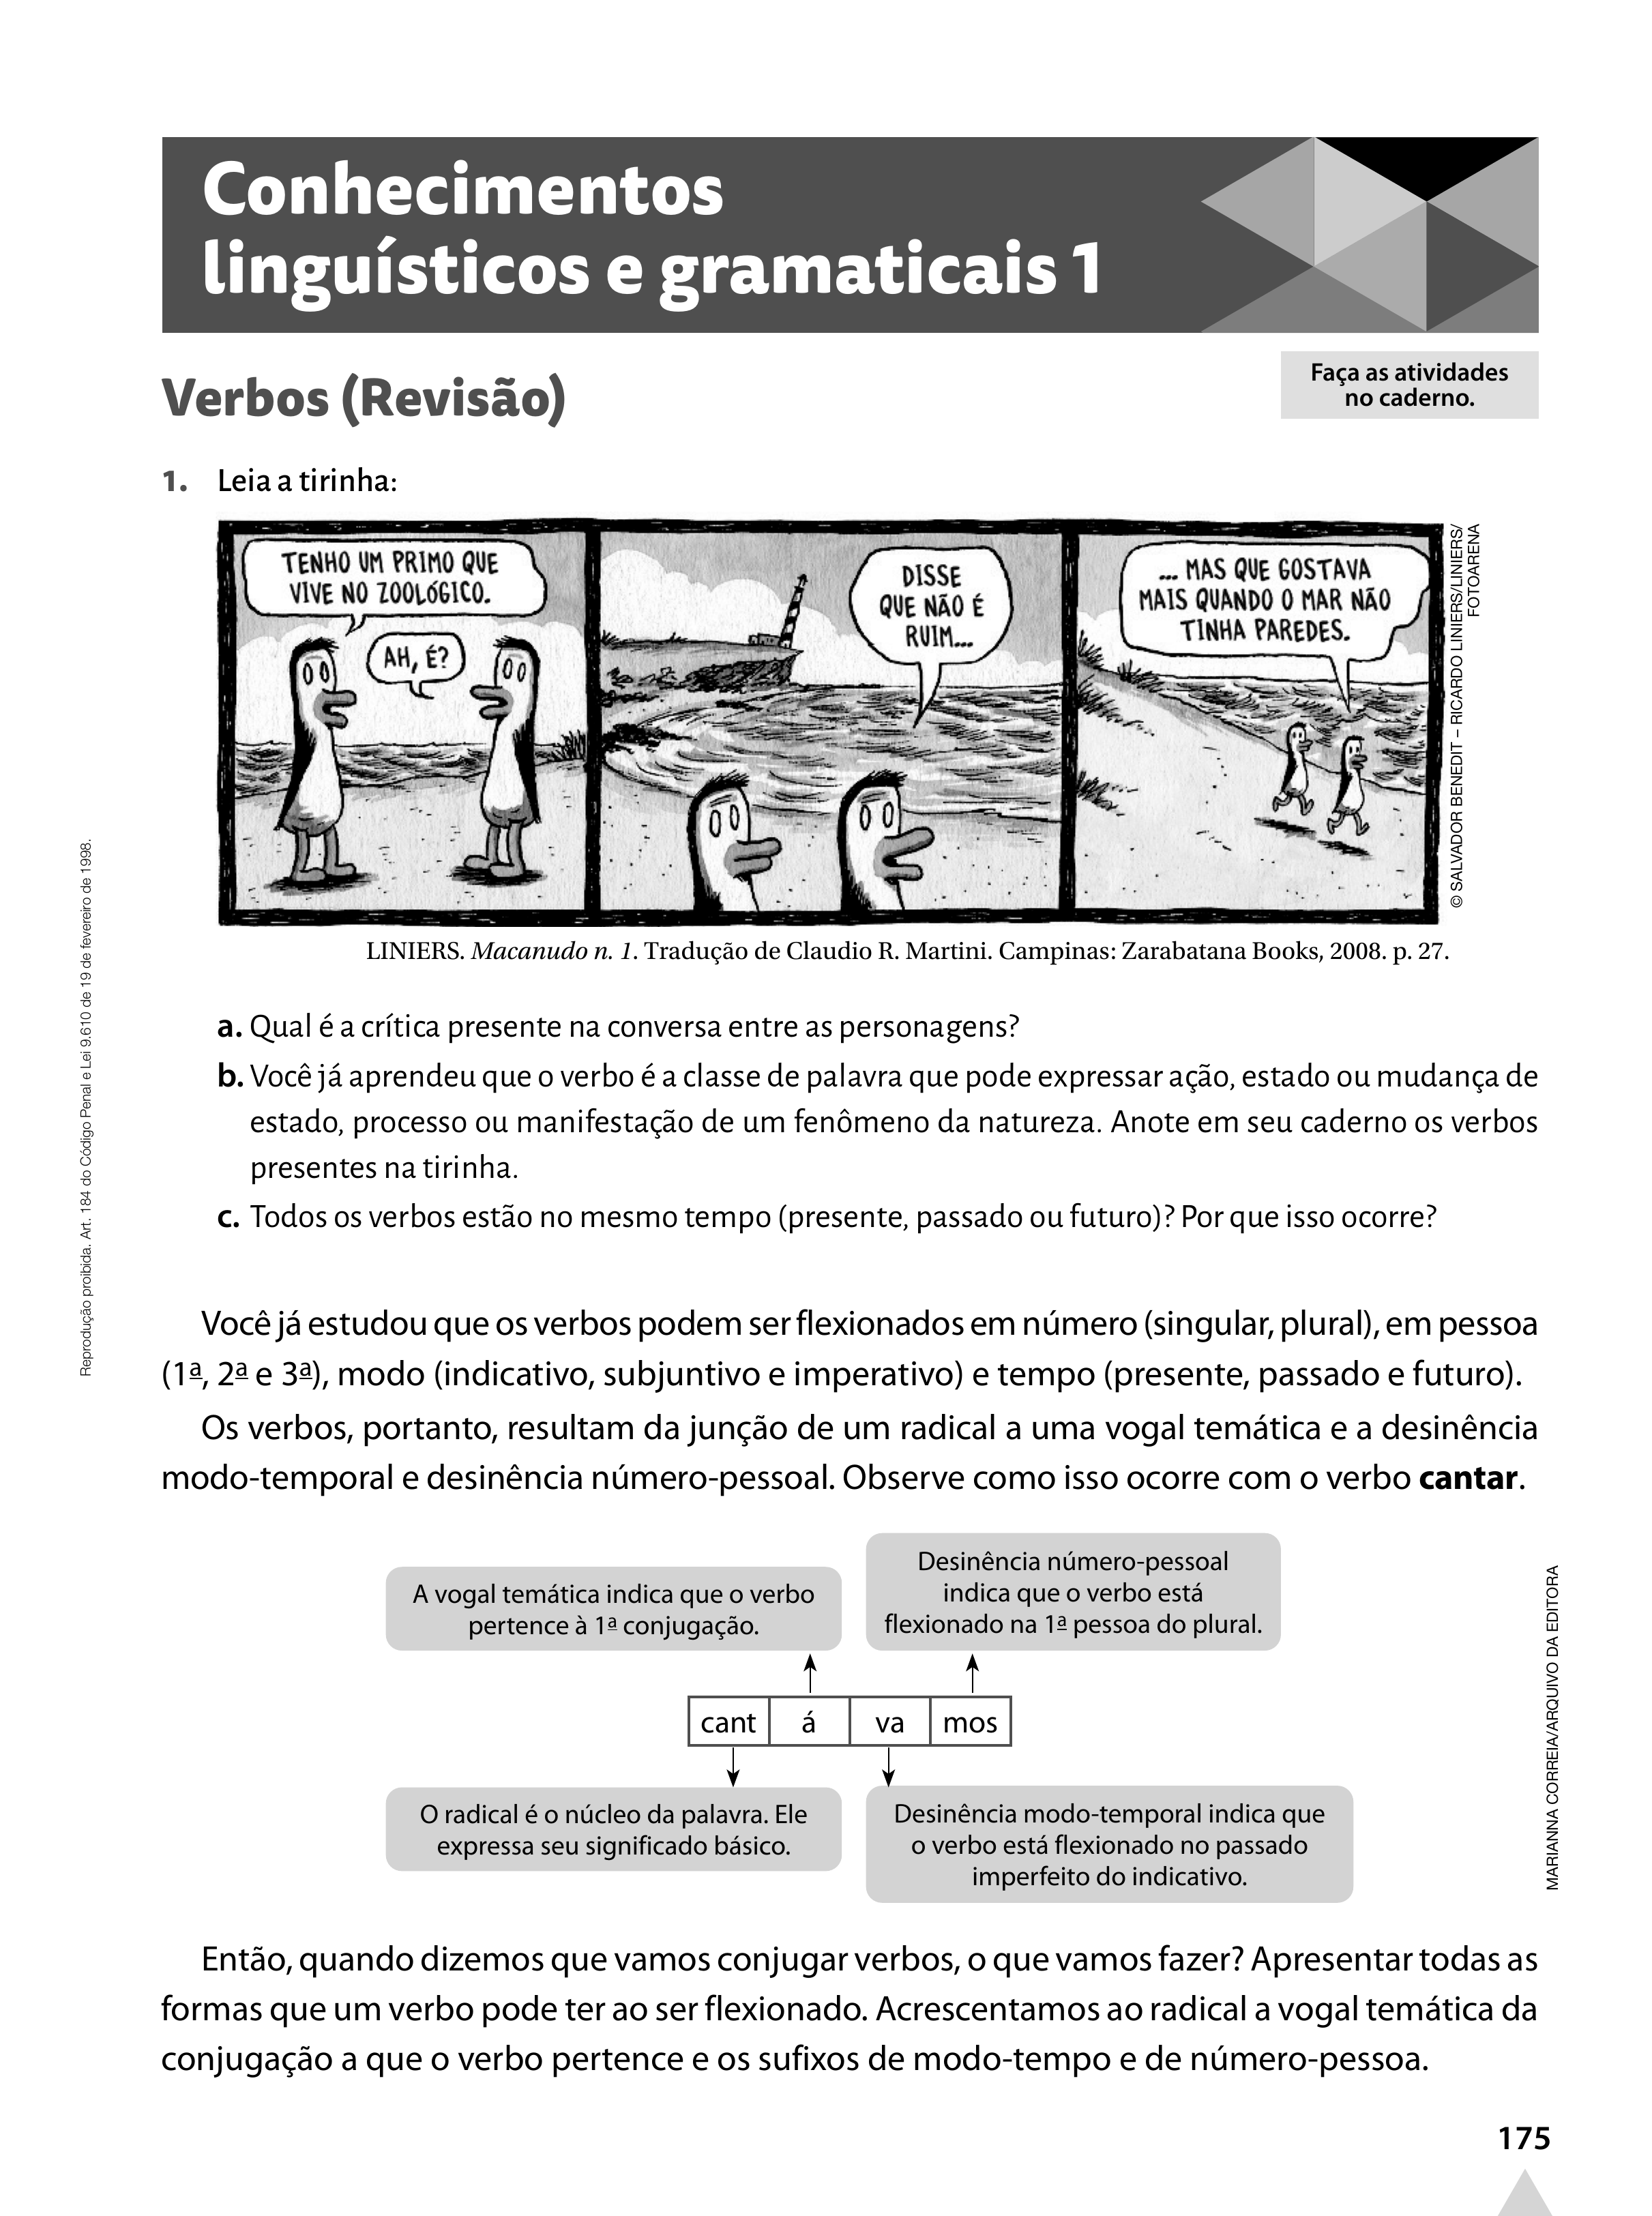 Conhecimentos
linguísticos e gramaticais 1
Verbos (Revisão)
Faça as atividades
no caderno.
1. Leia a tirinha:
TENHO UM PRIMO QUE
VIVE NO ZOOLÓGICO.
AH, É?
DISSE
QUE NÃO É
RUIM...
... MAS QUE GOSTAVA
MAIS QUANDO O MAR NÃO
TINHA PAREDES.
© SALVADOR BENEDIT – RICARDO LINIERS/LINIERS/
FOTOARENA
LINIERS. Macanudo n. 1. Tradução de Claudio R. Martini. Campinas: Zarabatana Books, 2008. p. 27.
a. Qual é a crítica presente na conversa entre as personagens?
b. Você já aprendeu que o verbo é a classe de palavra que pode expressar ação, estado ou mudança de
estado, processo ou manifestação de um fenômeno da natureza. Anote em seu caderno os verbos
presentes na tirinha.
c. Todos os verbos estão no mesmo tempo (presente, passado ou futuro)? Por que isso ocorre?
Você já estudou que os verbos podem ser flexionados em número (singular, plural), em pessoa
(1ª, 2ª e 3ª), modo (indicativo, subjuntivo e imperativo) e tempo (presente, passado e futuro).
Os verbos, portanto, resultam da junção de um radical a uma vogal temática e a desinência
modo-temporal e desinência número-pessoal. Observe como isso ocorre com o verbo cantar.
A vogal temática indica que o verbo
pertence à 1ª conjugação.
Desinência número-pessoal
indica que o verbo está
flexionado na 1ª pessoa do plural.
cant á va mos
O radical é o núcleo da palavra. Ele
expressa seu significado básico.
Desinência modo-temporal indica que
o verbo está flexionado no passado
imperfeito do indicativo.
MARIANNA CORREIA/ARQUIVO DA EDITORA
Então, quando dizemos que vamos conjugar verbos, o que vamos fazer? Apresentar todas as
formas que um verbo pode ter ao ser flexionado. Acrescentamos ao radical a vogal temática da
conjugação a que o verbo pertence e os sufixos de modo-tempo e de número-pessoa.
Reprodução proibida. Art. 184 do Código Penal e Lei 9.610 de 19 de fevereiro de 1998.
175